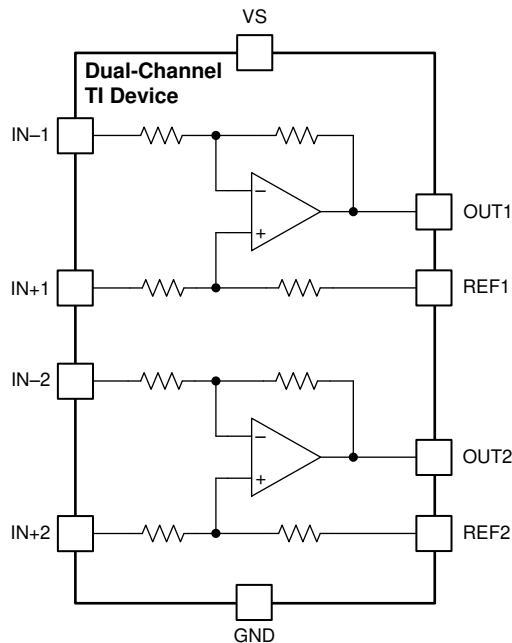 VS
Dual-Channel
TI Device
IN–1
−
+
OUT1
IN+1
REF1
IN–2
−
+
OUT2
IN+2
REF2
GND